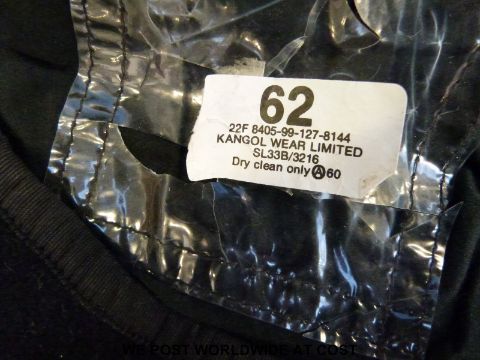 62
22F 8405-99-127-8144
KANGOL WEAR LIMITED
SL33B/3216
Dry clean only Ⓐ 60
WE POST WORLDWIDE AT COST